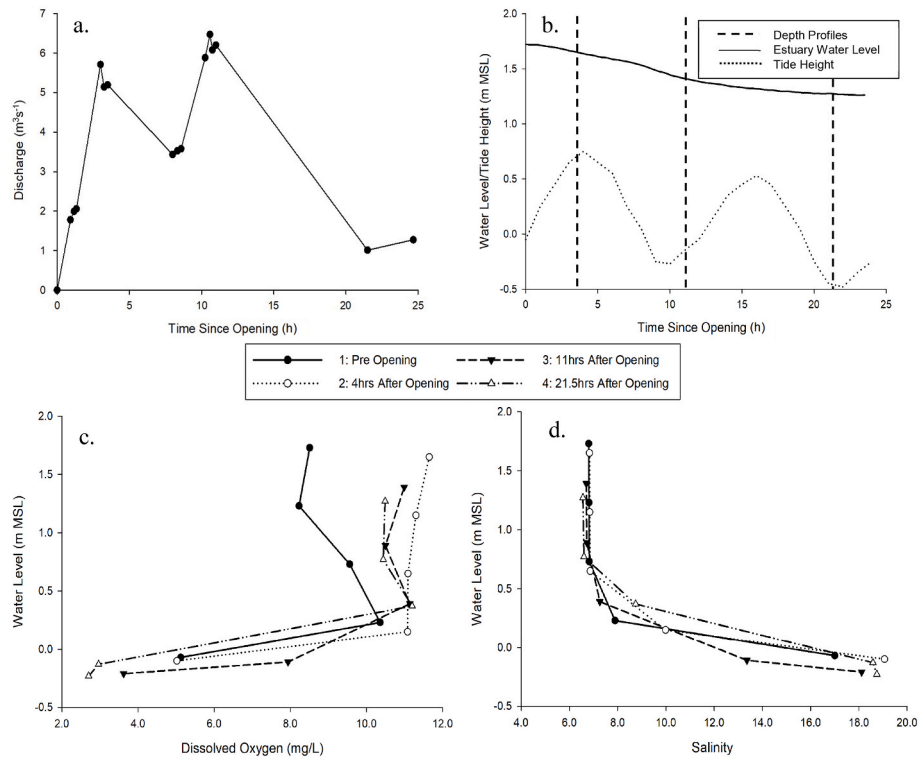 a.
7
6
5
4
3
2
1
0
Discharge (m³s⁻¹)
0 5 10 15 20 25
Time Since Opening (h)
b.
2.0
1.5
1.0
0.5
0.0
-0.5
Water Level/Tide Height (m MSL)
0 5 10 15 20 25
Time Since Opening (h)
Depth Profiles
Estuary Water Level
Tide Height
1: Pre Opening
2: 4hrs After Opening
3: 11hrs After Opening
4: 21.5hrs After Opening
c.
2.0
1.5
1.0
0.5
0.0
-0.5
Water Level (m MSL)
2.0 4.0 6.0 8.0 10.0 12.0
Dissolved Oxygen (mg/L)
d.
2.0
1.5
1.0
0.5
0.0
-0.5
Water Level (m MSL)
4.0 6.0 8.0 10.0 12.0 14.0 16.0 18.0 20.0
Salinity